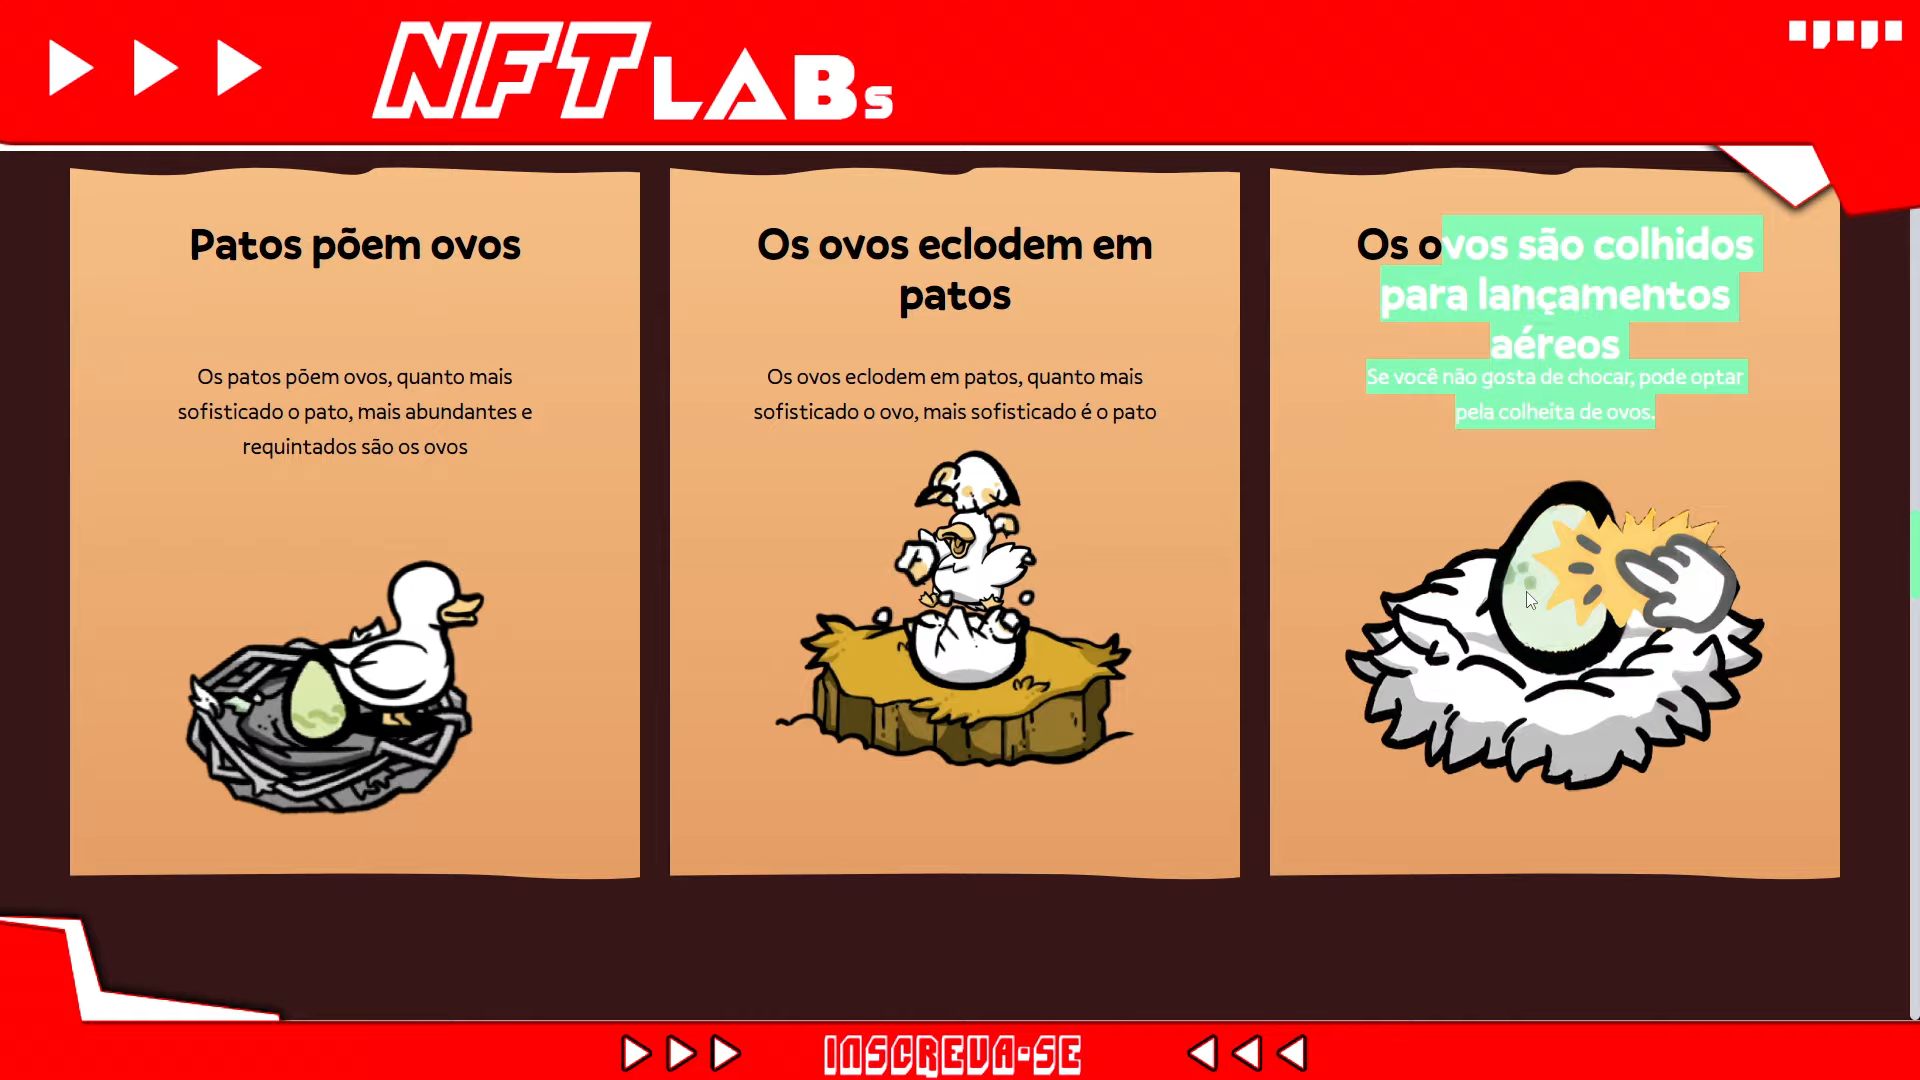 NFT LABs
Patos põem ovos
Os patos põem ovos, quanto mais
sofisticado o pato, mais abundantes e
requintados são os ovos
Os ovos eclodem em
patos
Os ovos eclodem em patos, quanto mais
sofisticado o ovo, mais sofisticado é o pato
Os ovos são colhidos
para lançamentos
aéreos
Se você não gosta de chocar, pode optar
pela colheita de ovos.
INSCREVA-SE